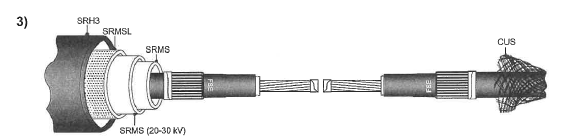 3)
SRH3
SRMSL
SRMS
CUS
SRMS (20-30 kV)